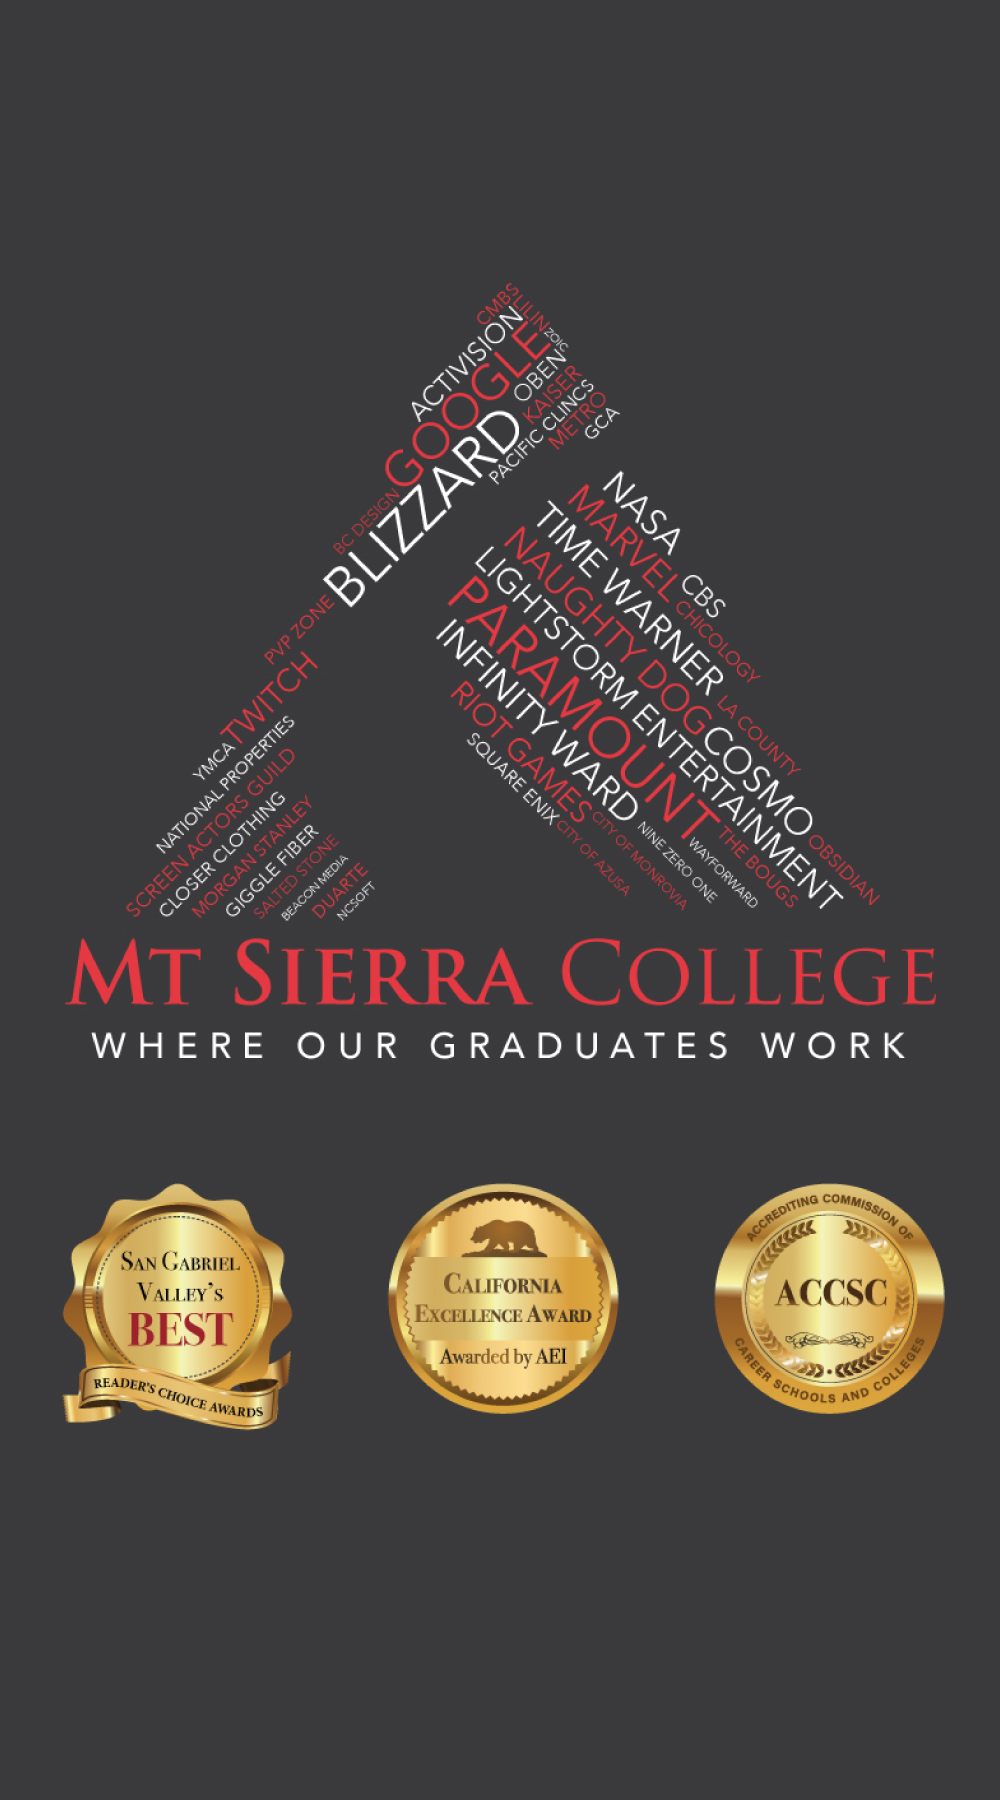 CMBS
LILIN
ZOIC
ACTIVISION
GOOGLE
OBEN
KAISER
BLIZZARD
PACIFIC CLINCS
METRO
GCA
BC DESIGN
PVP ZONE
TWITCH
YMCA
NATIONAL PROPERTIES
SCREEN ACTORS GUILD
CLOSER CLOTHING
MORGAN STANLEY
GIGGLE FIBER
SALTED STONE
BEACON MEDIA
DUARTE
NCSOFT
NASA
MARVEL
CBS
TIME WARNER
CHICOLOGY
NAUGHTY DOG
LA COUNTY
LIGHTSTORM ENTERTAINMENT
COSMO
OBSIDIAN
PARAMOUNT
THE BOUGS
INFINITY WARD
WAYFORWARD
NINE ZERO ONE
RIOT GAMES
CITY OF MONROVIA
SQUARE ENIX
CITY OF AZUSA
MT SIERRA COLLEGE
WHERE OUR GRADUATES WORK
SAN GABRIEL
VALLEY'S
BEST
READER'S CHOICE AWARDS
CALIFORNIA
EXCELLENCE AWARD
Awarded by AEI
ACCREDITING COMMISSION OF
ACCSC
CAREER SCHOOLS AND COLLEGES